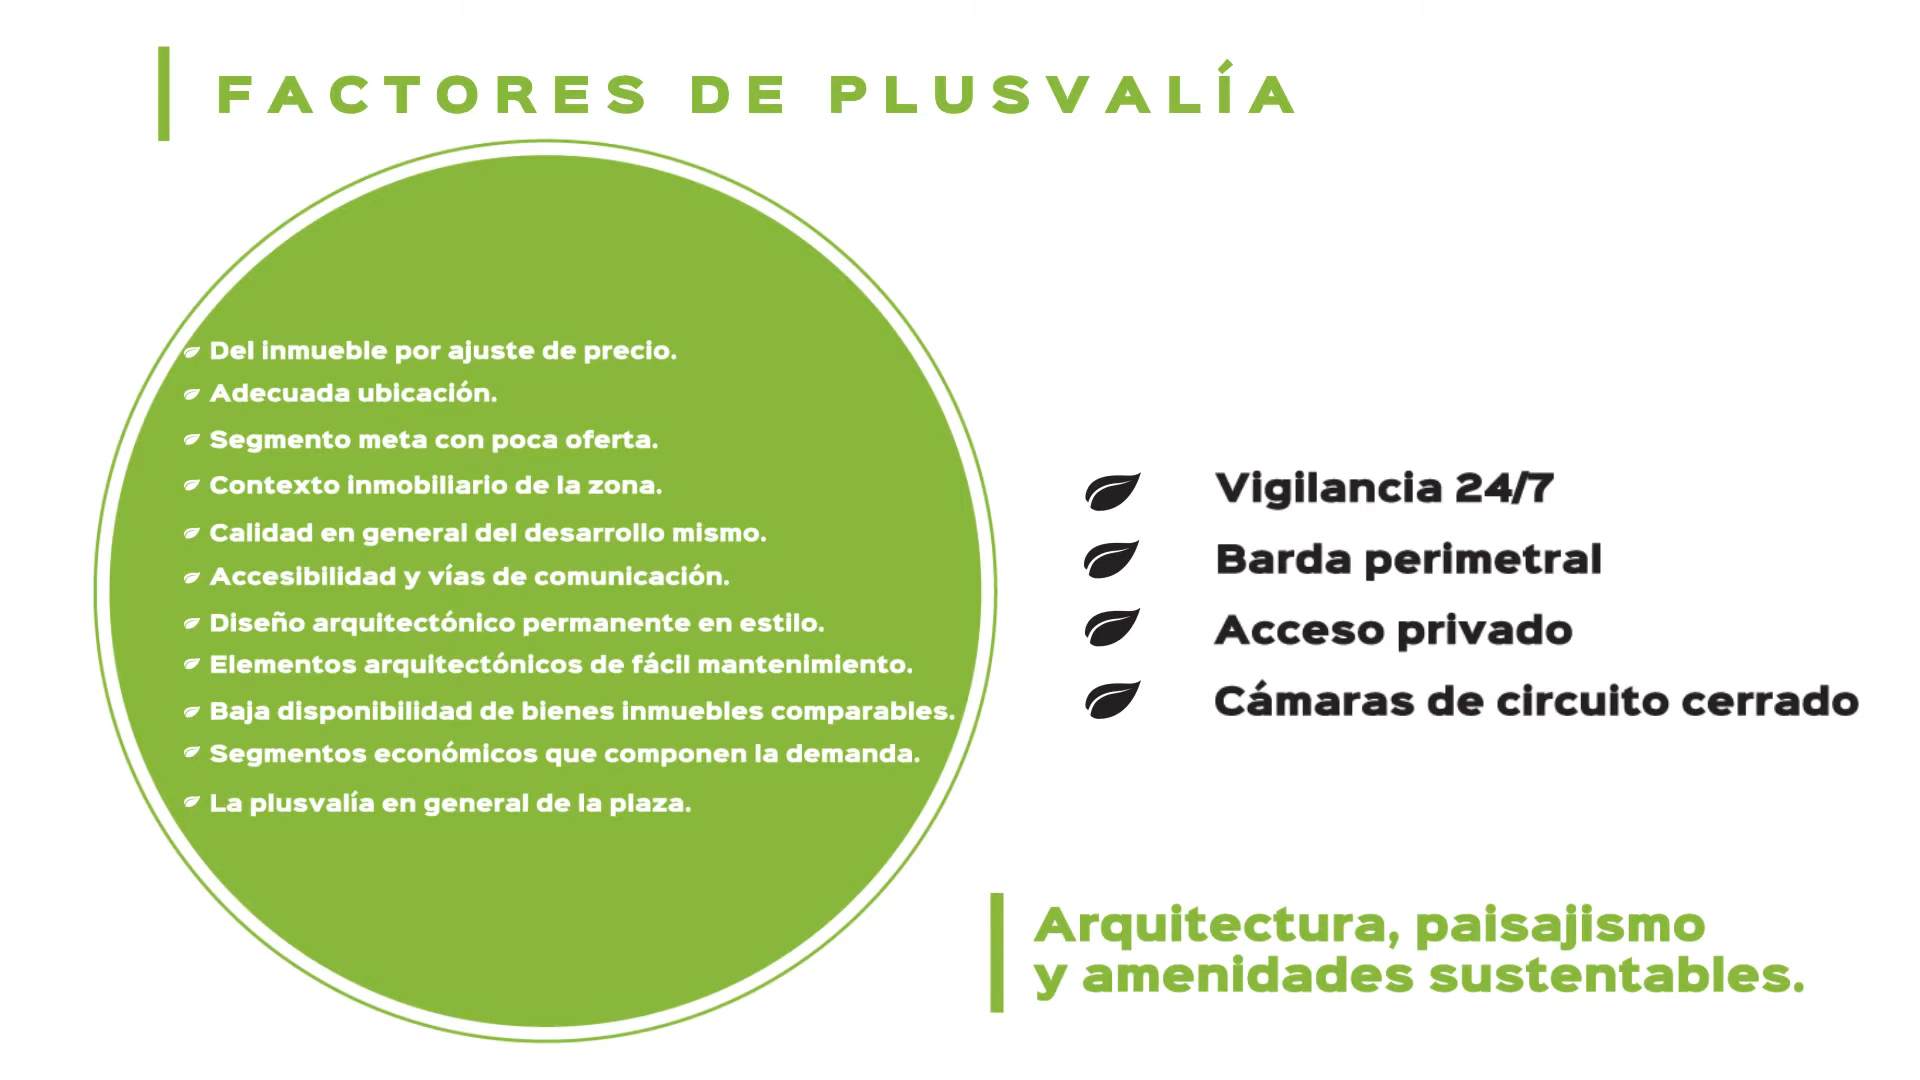 FACTORES DE PLUSVALÍA
Del inmueble por ajuste de precio.
Adecuada ubicación.
Segmento meta con poca oferta.
Contexto inmobiliario de la zona.
Calidad en general del desarrollo mismo.
Accesibilidad y vías de comunicación.
Diseño arquitectónico permanente en estilo.
Elementos arquitectónicos de fácil mantenimiento.
Baja disponibilidad de bienes inmuebles comparables.
Segmentos económicos que componen la demanda.
La plusvalía en general de la plaza.
Vigilancia 24/7
Barda perimetral
Acceso privado
Cámaras de circuito cerrado
Arquitectura, paisajismo
y amenidades sustentables.